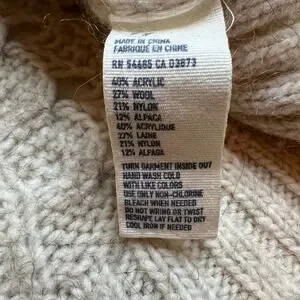 MADE IN CHINA
FABRIQUÉ EN CHINE
RN 54485 CA 03873
40% ACRYLIC
27% WOOL
21% NYLON
12% ALPACA
40% ACRYLIQUE
27% LAINE
21% NYLON
12% ALPAGA
TURN GARMENT INSIDE OUT
HAND WASH COLD
WITH LIKE COLORS
USE ONLY NON-CHLORINE
BLEACH WHEN NEEDED
DO NOT WRING OR TWIST
RESHAPE LAY FLAT TO DRY
COOL IRON IF NEEDED